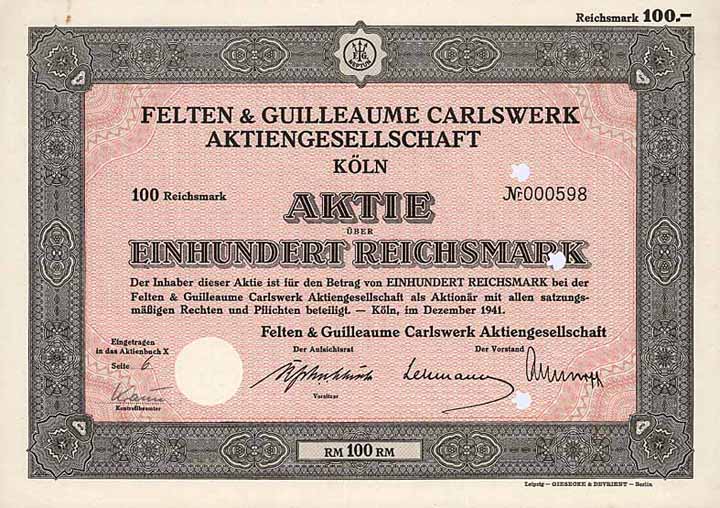 Reichsmark 100.–
F G
NEPTUN
FELTEN & GUILLEAUME CARLSWERK
AKTIENGESELLSCHAFT
KÖLN
100 Reichsmark
AKTIE
№ 000598
ÜBER
EINHUNDERT REICHSMARK
Der Inhaber dieser Aktie ist für den Betrag von EINHUNDERT REICHSMARK bei der
Felten & Guilleaume Carlswerk Aktiengesellschaft als Aktionär mit allen satzungs-
mäßigen Rechten und Pflichten beteiligt. — Köln, im Dezember 1941.
Felten & Guilleaume Carlswerk Aktiengesellschaft
Eingetragen
in das Aktienbuch X
Seite 6
Kontrollbeamter
Der Aufsichtsrat
Vorsitzer
Der Vorstand
Lehmann
RM 100 RM
Leipzig – GIESECKE & DEVRIENT – Berlin